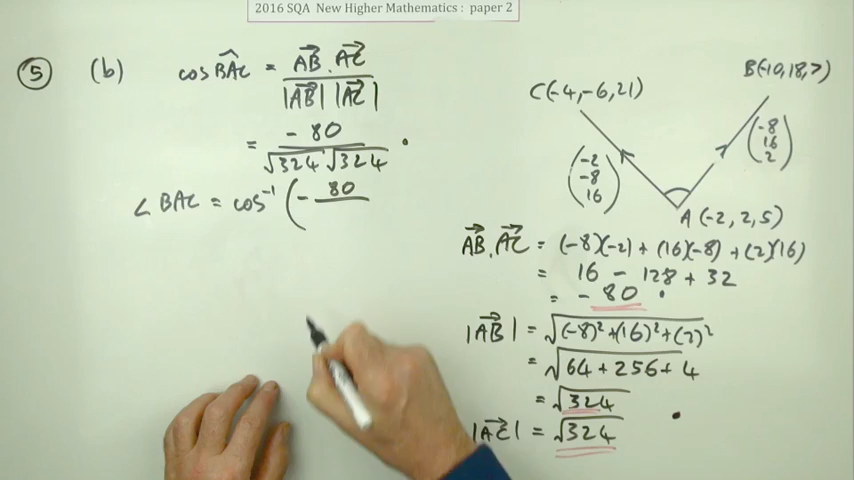 2016 SQA New Higher Mathematics : paper 2
5 (b) cos BÂC = AB⃗ . AC⃗ / |AB⃗| |AC⃗|
= - 80 / √324 √324
∠ BAC = cos⁻¹ (- 80
C(-4,-6,21)
B(-10,18,7)
(-2 -8 16)
(-8 16 2)
A (-2, 2, 5)
AB⃗ . AC⃗ = (-8)(-2) + (16)(-8) + (2)(16)
= 16 - 128 + 32
= - 80
|AB⃗| = √(-8)² + (16)² + (2)²
= √64 + 256 + 4
= √324
|AC⃗| = √324